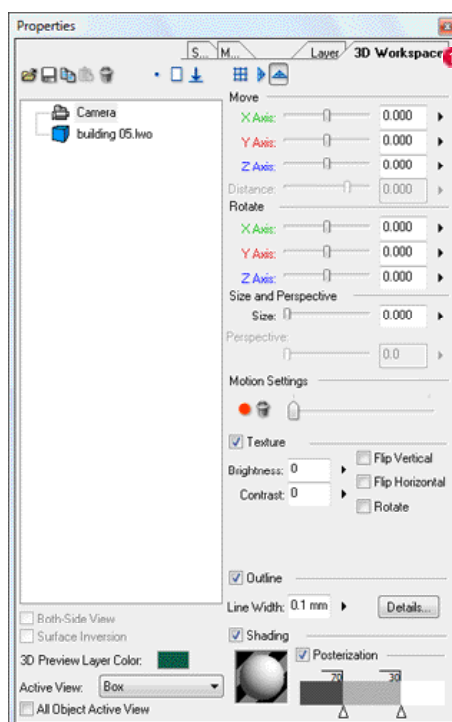 Properties
S... M... Layer 3D Workspace
Camera
building 05.lwo
Both-Side View
Surface Inversion
3D Preview Layer Color:
Active View: Box
All Object Active View
Move
X Axis: 0.000
Y Axis: 0.000
Z Axis: 0.000
Distance: 0.000
Rotate
X Axis: 0.000
Y Axis: 0.000
Z Axis: 0.000
Size and Perspective
Size: 0.000
Perspective:
0.0
Motion Settings
Texture
Brightness: 0
Contrast: 0
Flip Vertical
Flip Horizontal
Rotate
Outline
Line Width: 0.1 mm Details...
Shading
Posterization
70 30